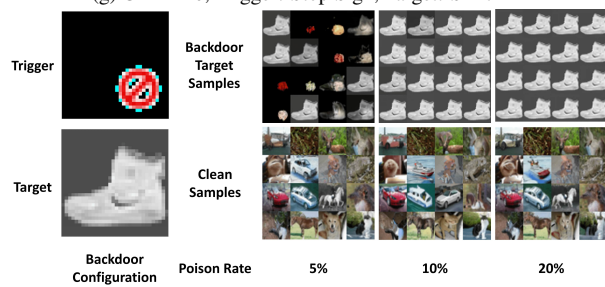 Trigger
Backdoor
Target
Samples
Target
Clean
Samples
Backdoor
Configuration
Poison Rate
5%
10%
20%